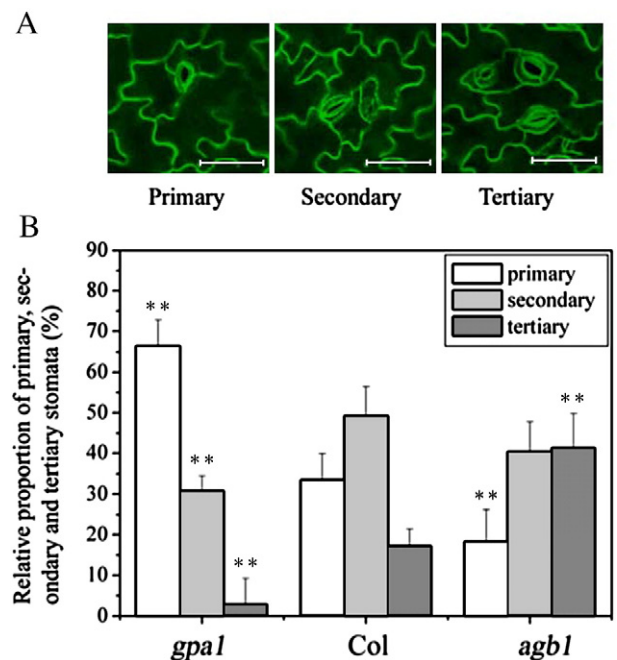 A
Primary Secondary Tertiary
B
Relative proportion of primary, sec-
ondary and tertiary stomata (%)
90
80
70
60
50
40
30
20
10
0
primary
secondary
tertiary
** ** **
** **
gpa1 Col agb1